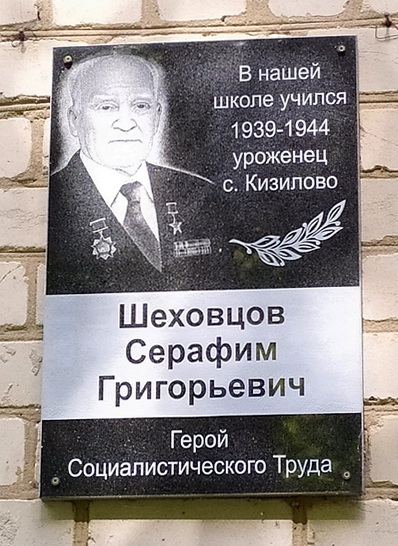 В нашей
школе учился
1939-1944
уроженец
с. Кизилово
Шеховцов
Серафим
Григорьевич
Герой
Социалистического Труда